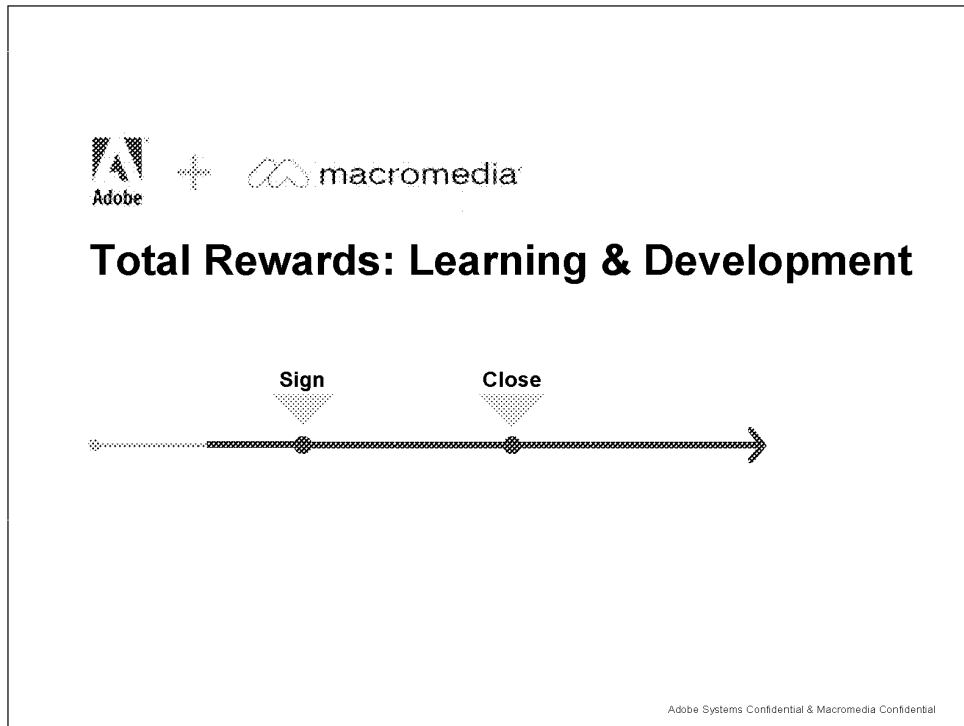 Adobe
macromedia
Total Rewards: Learning & Development
Sign Close
Adobe Systems Confidential & Macromedia Confidential